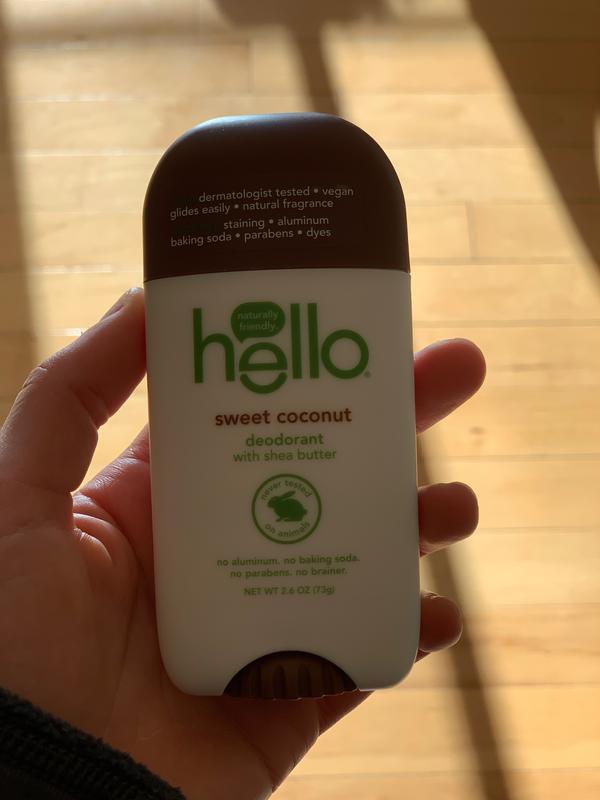 dermatologist tested • vegan
glides easily • natural fragrance
staining • aluminum
baking soda • parabens • dyes
naturally
friendly.
hello®
sweet coconut
deodorant
with shea butter
never tested
on animals
no aluminum. no baking soda.
no parabens. no brainer.
NET WT 2.6 OZ (73g)